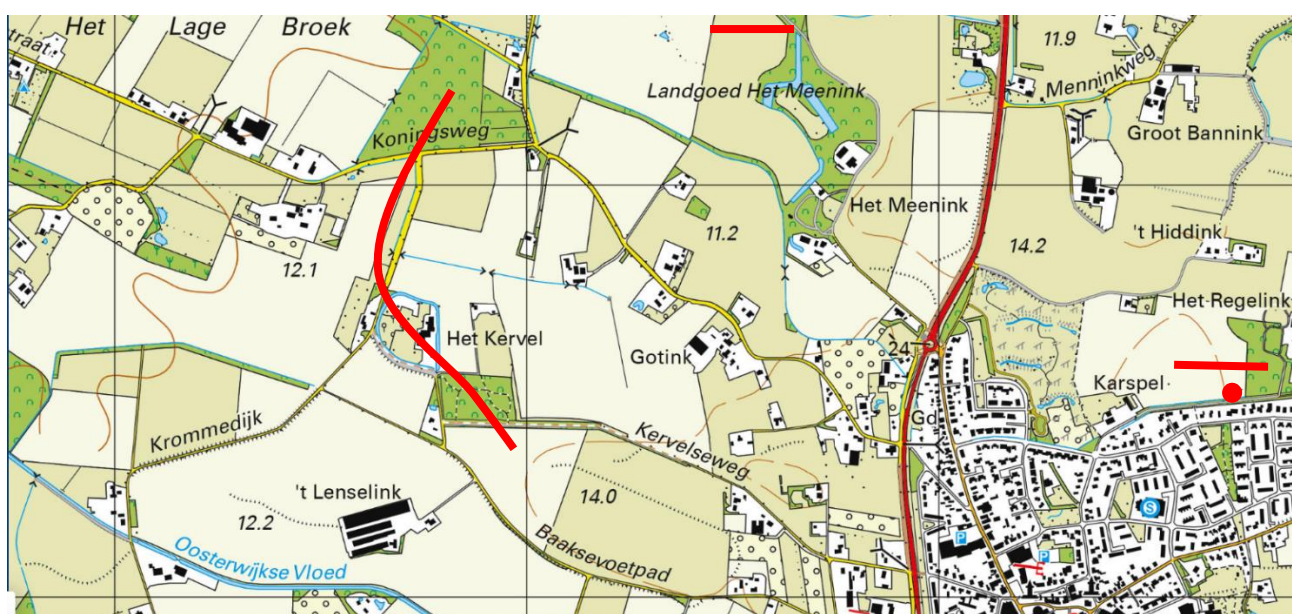 Het Lage Broek
straat
11.9
Menninkweg
Landgoed Het Meenink
Koningsweg
Groot Bannink
Het Meenink
11.2
't Hiddink
14.2
12.1
Het Regelink
Het Kervel
24
Gotink
Karspel
Krommedijk
Gd
Kervelseweg
't Lenselink
14.0
12.2
S
Baaksevoetpad
Oosterwijkse Vloed
P
P